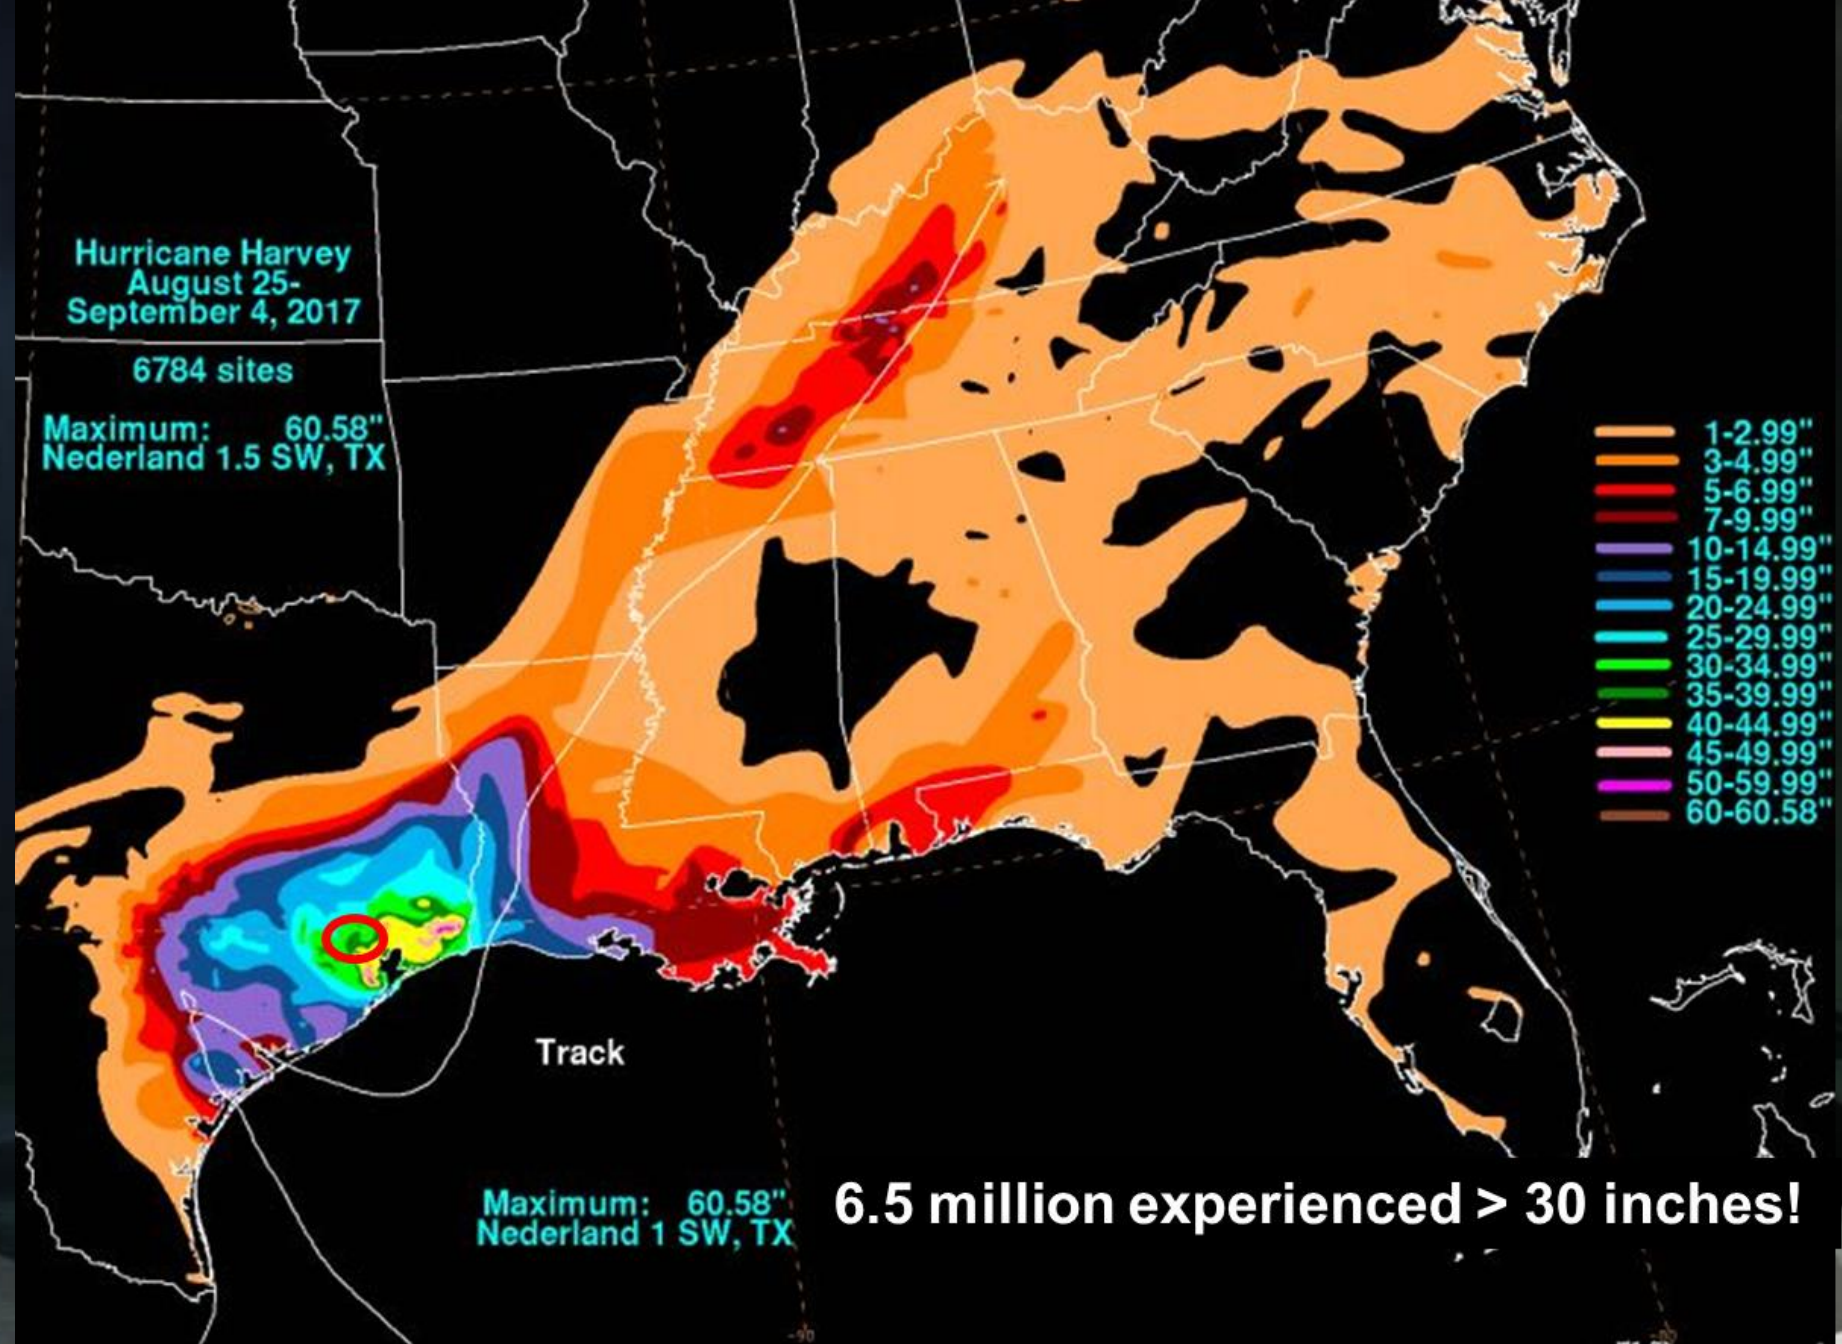 Hurricane Harvey
August 25-
September 4, 2017
6784 sites
Maximum: 60.58"
Nederland 1.5 SW, TX
1-2.99"
3-4.99"
5-6.99"
7-9.99"
10-14.99"
15-19.99"
20-24.99"
25-29.99"
30-34.99"
35-39.99"
40-44.99"
45-49.99"
50-59.99"
60-60.58"
Track
Maximum: 60.58"
Nederland 1 SW, TX
6.5 million experienced > 30 inches!
-90